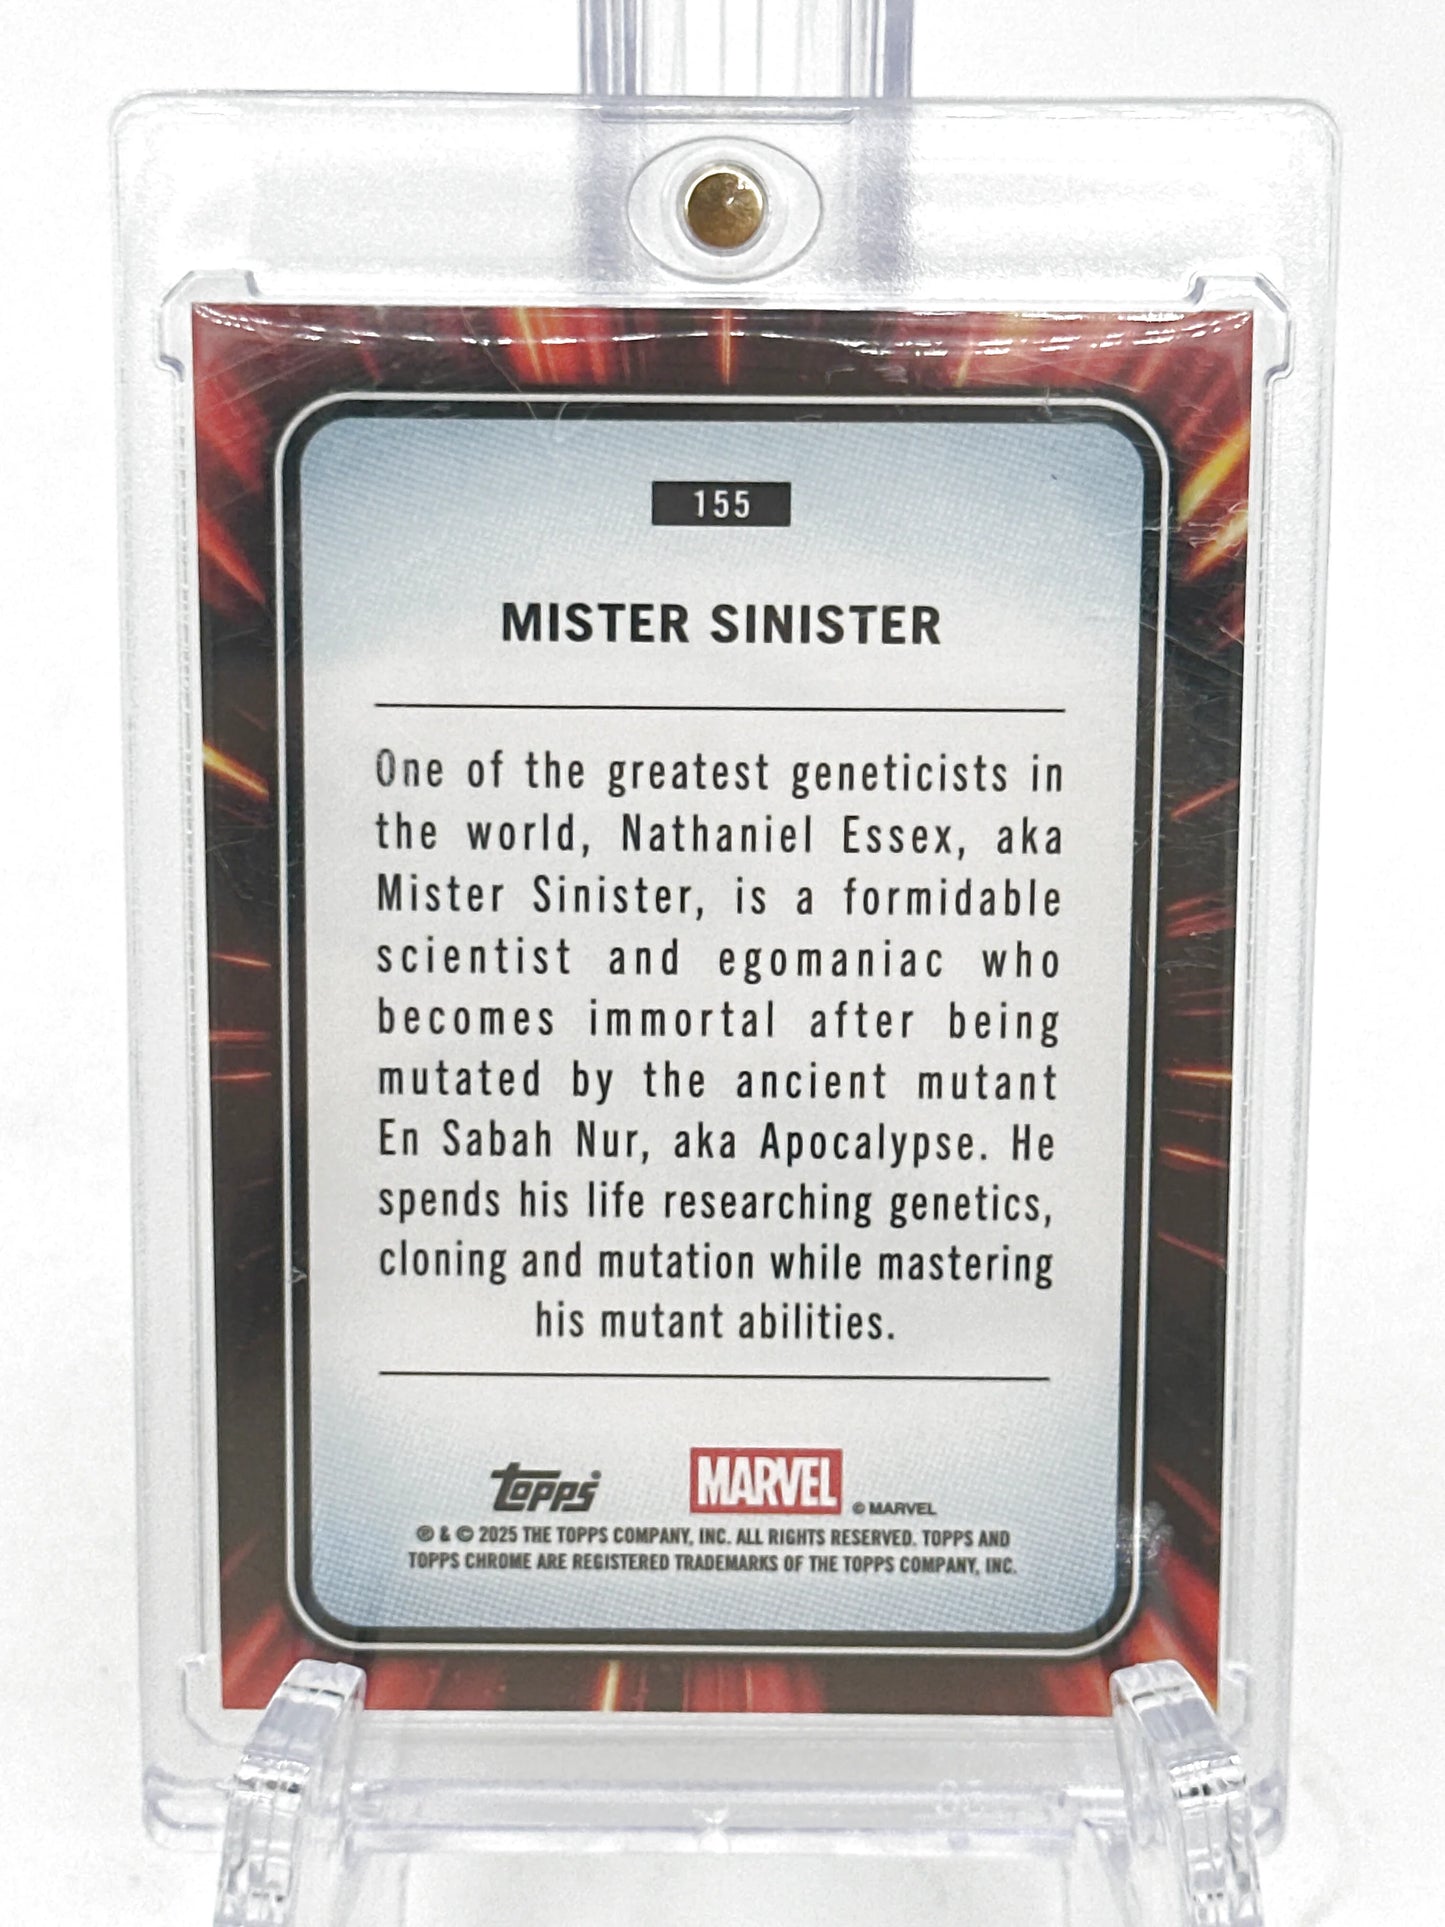 155
MISTER SINISTER
One of the greatest geneticists in
the world, Nathaniel Essex, aka
Mister Sinister, is a formidable
scientist and egomaniac who
becomes immortal after being
mutated by the ancient mutant
En Sabah Nur, aka Apocalypse. He
spends his life researching genetics,
cloning and mutation while mastering
his mutant abilities.
topps MARVEL © MARVEL
® & © 2025 THE TOPPS COMPANY, INC. ALL RIGHTS RESERVED. TOPPS AND
TOPPS CHROME ARE REGISTERED TRADEMARKS OF THE TOPPS COMPANY, INC.